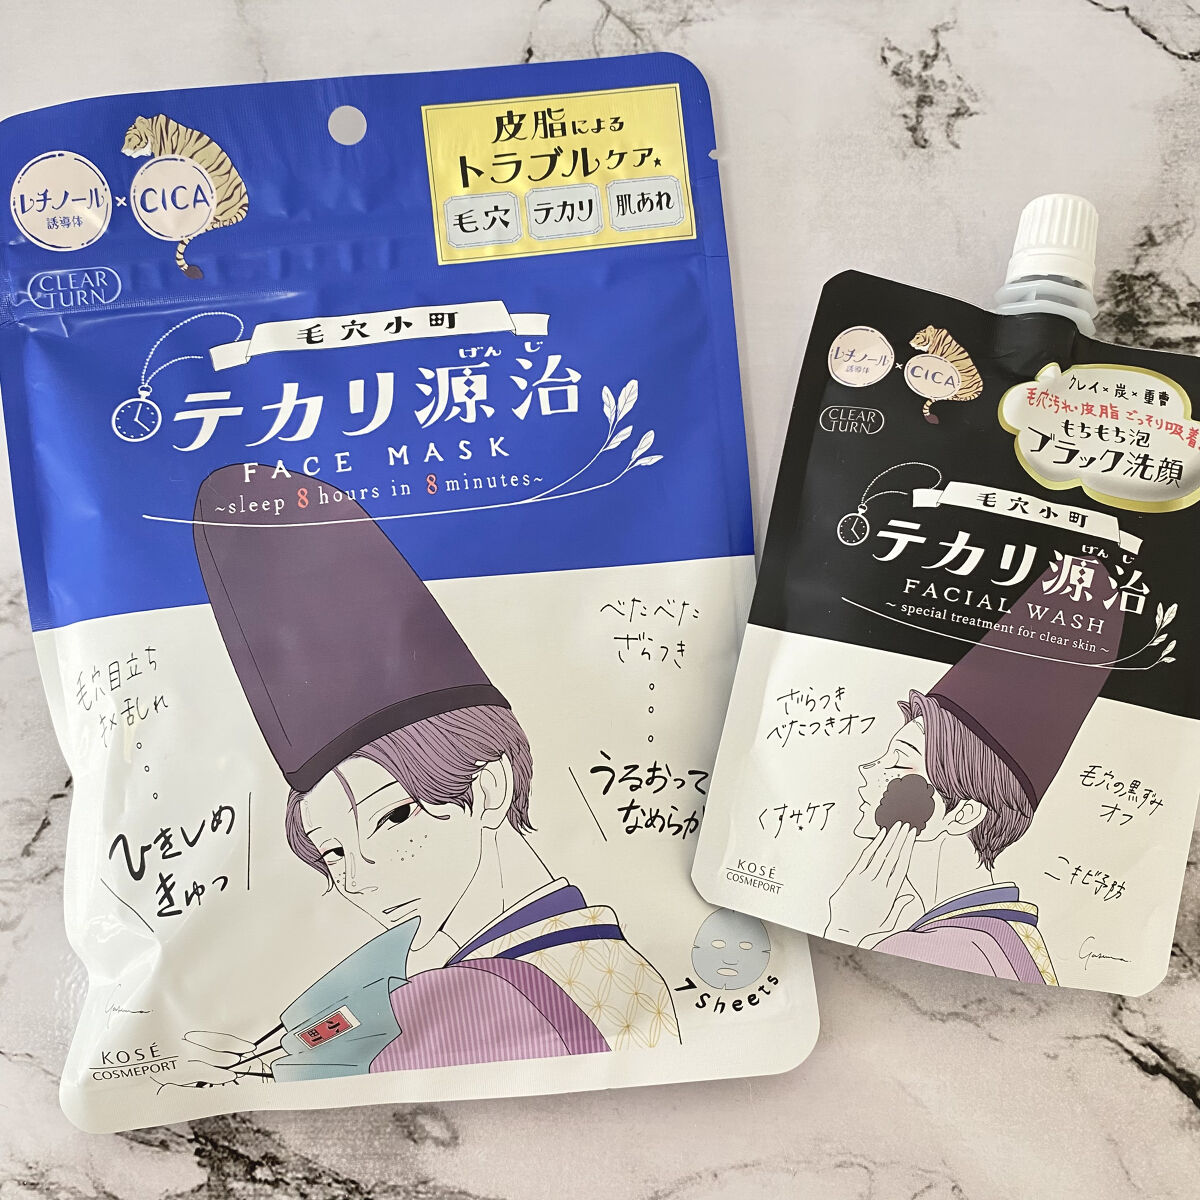 レチノール
誘導体
×
CICA
CICA
CLEAR
TURN
皮脂による
トラブルケア
毛穴
テカリ
肌あれ
毛穴小町
げんじ
テカリ源治
FACE MASK
~sleep 8 hours in 8 minutes~
毛穴目立ち
キメ乱れ
ひきしめ
きゅっ
べたべた
ざらつき
うるおって
なめらか
小町
7 Sheets
KOSÉ
COSMEPORT
レチノール
誘導体
×
CICA
CLEAR
TURN
クレイ×炭×重曹
毛穴汚れ・皮脂ごっそり吸着
もちもち泡
ブラック洗顔
毛穴小町
げんじ
テカリ源治
FACIAL WASH
~ special treatment for clear skin ~
ざらつき
べたつきオフ
くすみケア
毛穴の黒ずみ
オフ
ニキビ予防
KOSÉ
COSMEPORT